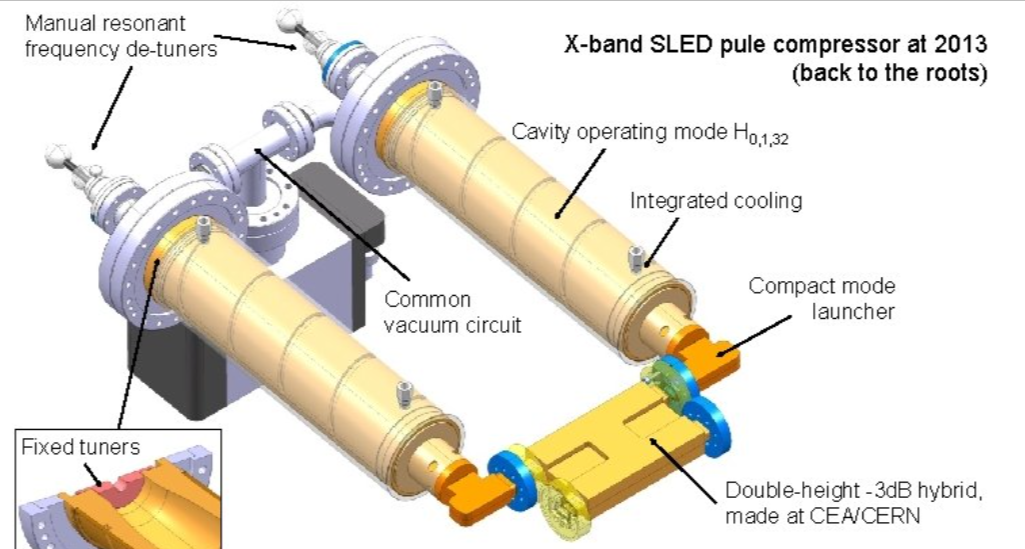 Manual resonant
frequency de-tuners
X-band SLED pule compressor at 2013
(back to the roots)
Cavity operating mode H0,1,32
Integrated cooling
Common
vacuum circuit
Compact mode
launcher
Fixed tuners
Double-height -3dB hybrid,
made at CEA/CERN